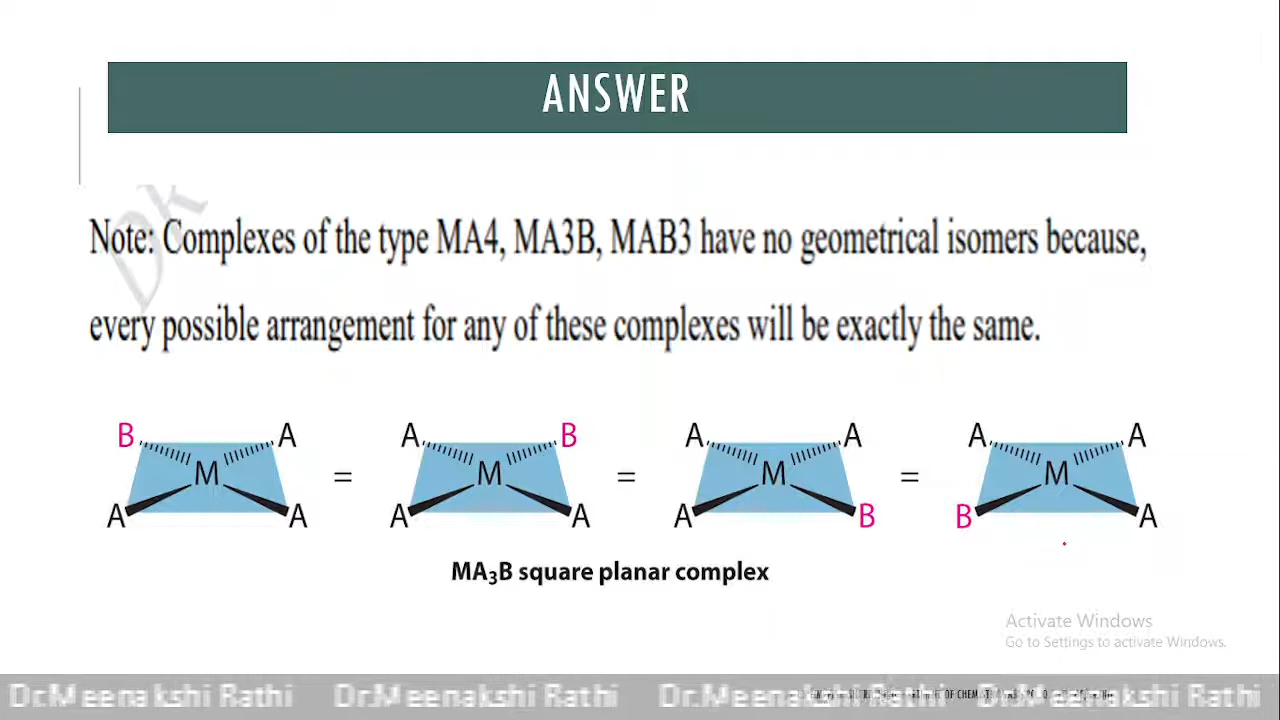 ANSWER
Dr
Note: Complexes of the type MA4, MA3B, MAB3 have no geometrical isomers because,
every possible arrangement for any of these complexes will be exactly the same.
B A A B A A A A
M = M = M = M
A A A A A B B A
MA₃B square planar complex
Activate Windows
Go to Settings to activate Windows.
Dr.Meenakshi Rathi Dr.Meenakshi Rathi Dr.Meenakshi Rathi Dr.Meenakshi Rathi